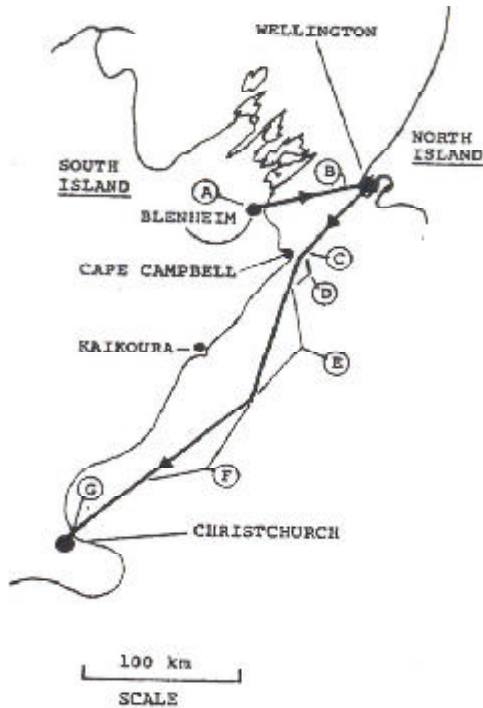 WELLINGTON
NORTH
ISLAND
SOUTH
ISLAND
A
B
BLENHEIM
CAPE CAMPBELL
C
D
KAIKOURA
E
F
G
CHRISTCHURCH
100 km
SCALE